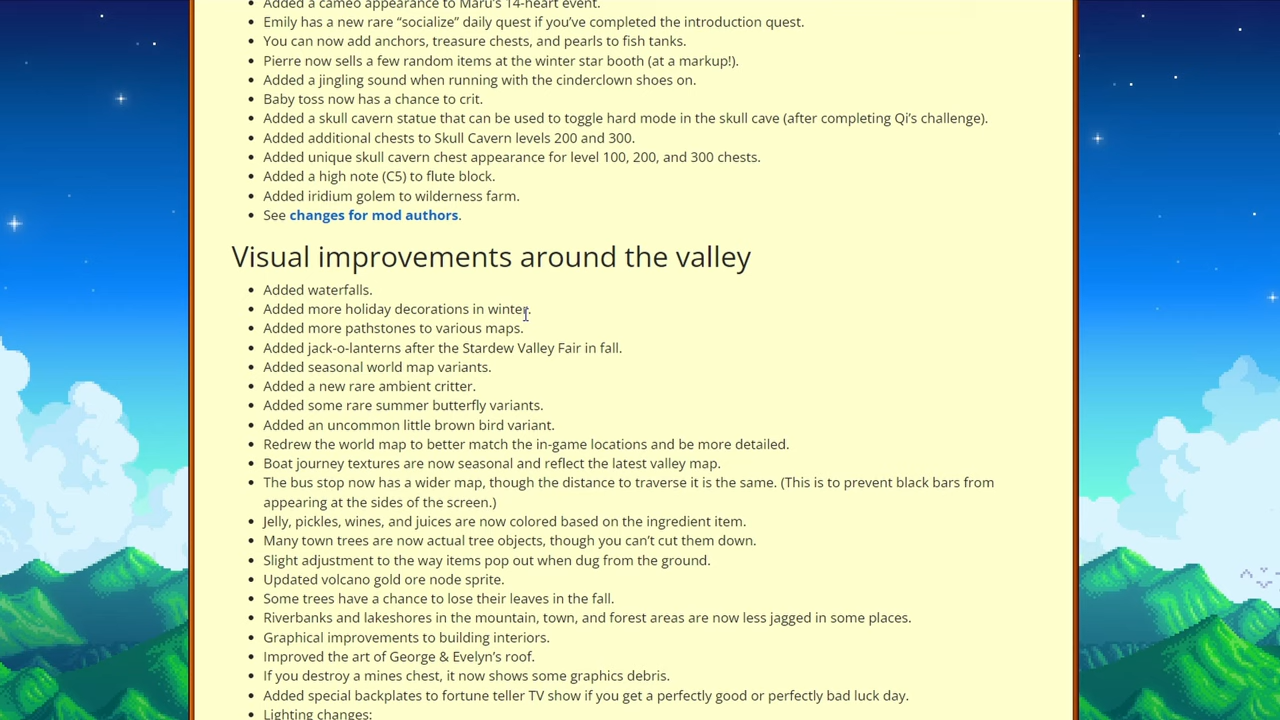 Added a cameo appearance to Maru's 14-heart event.
Emily has a new rare “socialize” daily quest if you’ve completed the introduction quest.
You can now add anchors, treasure chests, and pearls to fish tanks.
Pierre now sells a few random items at the winter star booth (at a markup!).
Added a jingling sound when running with the cinderclown shoes on.
Baby toss now has a chance to crit.
Added a skull cavern statue that can be used to toggle hard mode in the skull cave (after completing Qi’s challenge).
Added additional chests to Skull Cavern levels 200 and 300.
Added unique skull cavern chest appearance for level 100, 200, and 300 chests.
Added a high note (C5) to flute block.
Added iridium golem to wilderness farm.
See changes for mod authors.
Visual improvements around the valley
Added waterfalls.
Added more holiday decorations in winter.
Added more pathstones to various maps.
Added jack-o-lanterns after the Stardew Valley Fair in fall.
Added seasonal world map variants.
Added a new rare ambient critter.
Added some rare summer butterfly variants.
Added an uncommon little brown bird variant.
Redrew the world map to better match the in-game locations and be more detailed.
Boat journey textures are now seasonal and reflect the latest valley map.
The bus stop now has a wider map, though the distance to traverse it is the same. (This is to prevent black bars from
appearing at the sides of the screen.)
Jelly, pickles, wines, and juices are now colored based on the ingredient item.
Many town trees are now actual tree objects, though you can’t cut them down.
Slight adjustment to the way items pop out when dug from the ground.
Updated volcano gold ore node sprite.
Some trees have a chance to lose their leaves in the fall.
Riverbanks and lakeshores in the mountain, town, and forest areas are now less jagged in some places.
Graphical improvements to building interiors.
Improved the art of George & Evelyn’s roof.
If you destroy a mines chest, it now shows some graphics debris.
Added special backplates to fortune teller TV show if you get a perfectly good or perfectly bad luck day.
Lighting changes: